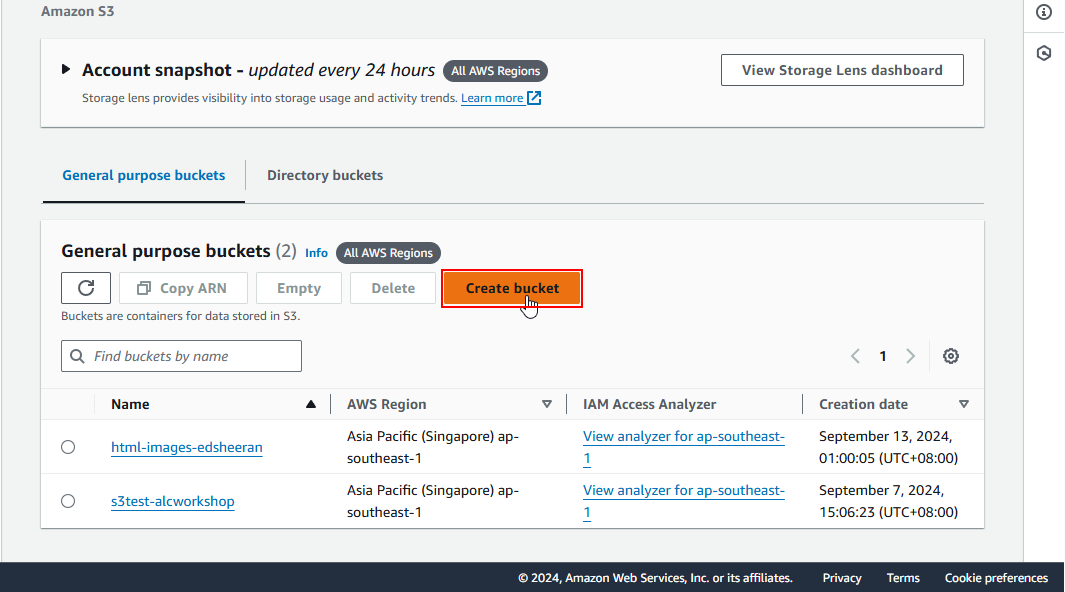 Amazon S3
Account snapshot - updated every 24 hours All AWS Regions
View Storage Lens dashboard
Storage lens provides visibility into storage usage and activity trends. Learn more
General purpose buckets
Directory buckets
General purpose buckets (2) Info All AWS Regions
Copy ARN
Empty
Delete
Create bucket
Buckets are containers for data stored in S3.
Find buckets by name
1
Name
AWS Region
IAM Access Analyzer
Creation date
html-images-edsheeran
Asia Pacific (Singapore) ap-
southeast-1
View analyzer for ap-southeast-
1
September 13, 2024,
01:00:05 (UTC+08:00)
s3test-alcworkshop
Asia Pacific (Singapore) ap-
southeast-1
View analyzer for ap-southeast-
1
September 7, 2024,
15:06:23 (UTC+08:00)
© 2024, Amazon Web Services, Inc. or its affiliates.
Privacy
Terms
Cookie preferences